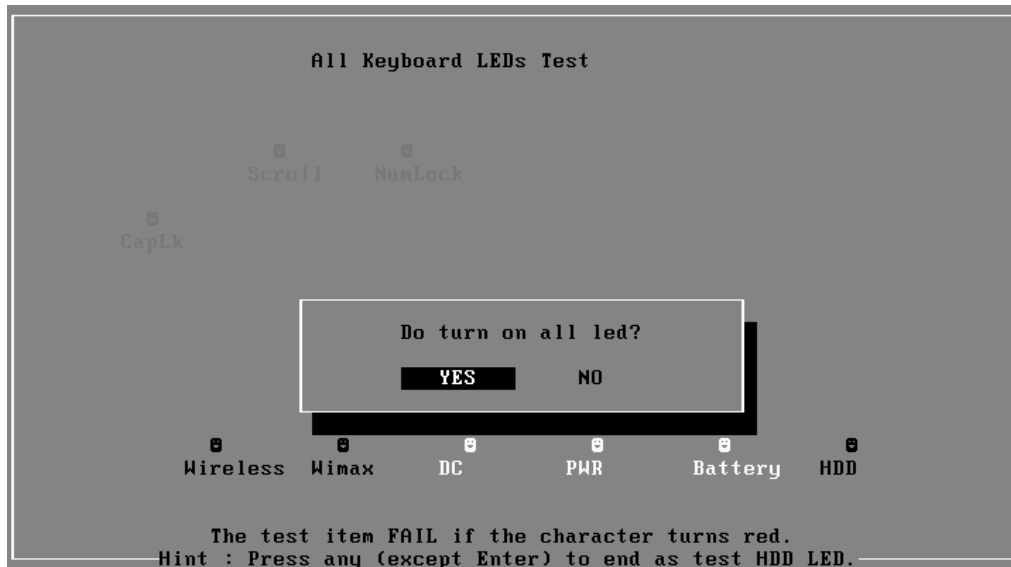 All Keyboard LEDs Test
Scroll NumLock
CapLk
Do turn on all led?
YES NO
Wireless Wimax DC PWR Battery HDD
The test item FAIL if the character turns red.
Hint : Press any (except Enter) to end as test HDD LED.